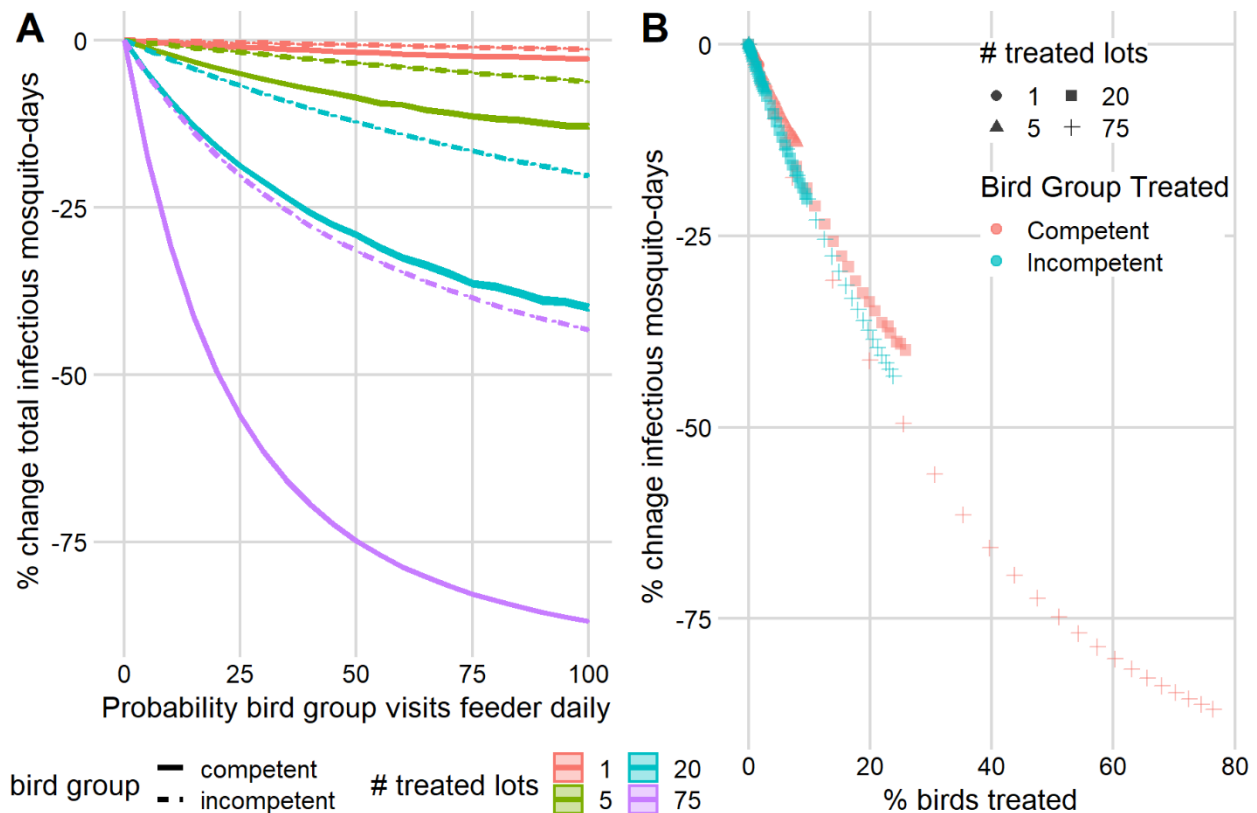 A
% change total infectious mosquito-days
0
-25
-50
-75
0 25 50 75 100
Probability bird group visits feeder daily
bird group
competent
incompetent
# treated lots
1 20
5 75
B
% chnage infectious mosquito-days
0
-25
-50
-75
# treated lots
1 20
5 75
Bird Group Treated
Competent
Incompetent
0 20 40 60 80
% birds treated